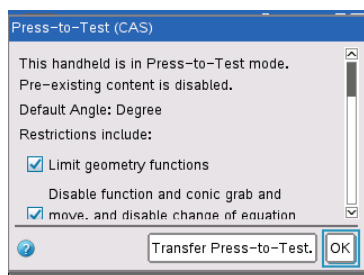 Press-to-Test (CAS)
This handheld is in Press-to-Test mode.
Pre-existing content is disabled.
Default Angle: Degree
Restrictions include:
Limit geometry functions
Disable function and conic grab and
move, and disable change of equation
Transfer Press-to-Test.
OK